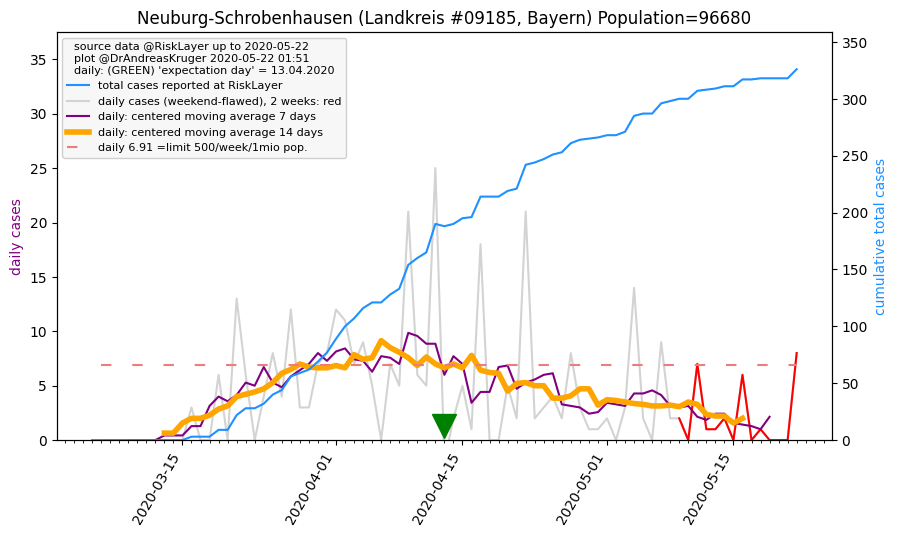 Neuburg-Schrobenhausen (Landkreis #09185, Bayern) Population=96680
source data @RiskLayer up to 2020-05-22
plot @DrAndreasKruger 2020-05-22 01:51
daily: (GREEN) 'expectation day' = 13.04.2020
total cases reported at RiskLayer
daily cases (weekend-flawed), 2 weeks: red
daily: centered moving average 7 days
daily: centered moving average 14 days
daily 6.91 =limit 500/week/1mio pop.
daily cases
35
30
25
20
15
10
5
0
cumulative total cases
350
300
250
200
150
100
50
0
2020-03-15
2020-04-01
2020-04-15
2020-05-01
2020-05-15